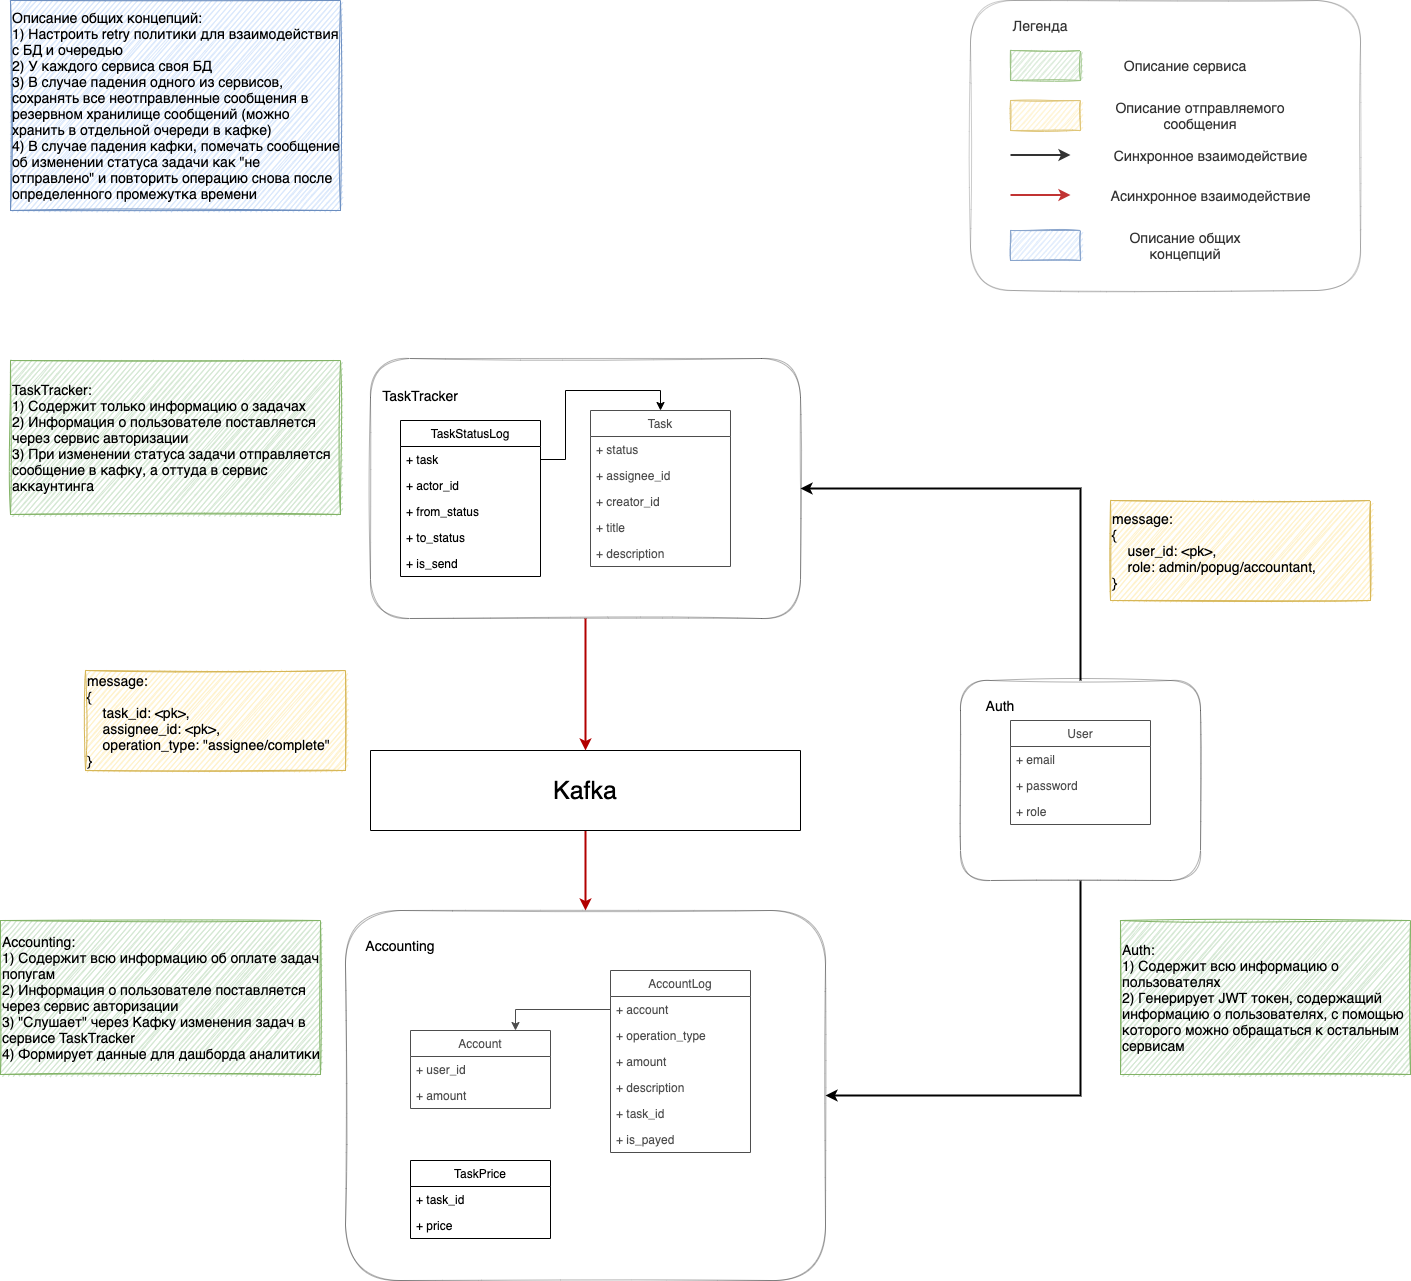 Описание общих концепций:
1) Настроить retry политики для взаимодействия
с БД и очередью
2) У каждого сервиса своя БД
3) В случае падения одного из сервисов,
сохранять все неотправленные сообщения в
резервном хранилище сообщений (можно
хранить в отдельной очереди в кафке)
4) В случае падения кафки, помечать сообщение
об изменении статуса задачи как "не
отправлено" и повторить операцию снова после
определенного промежутка времени
Легенда
Описание сервиса
Описание отправляемого
сообщения
Синхронное взаимодействие
Асинхронное взаимодействие
Описание общих
концепций
TaskTracker:
1) Содержит только информацию о задачах
2) Информация о пользователе поставляется
через сервис авторизации
3) При изменении статуса задачи отправляется
сообщение в кафку, а оттуда в сервис
аккаунтинга
TaskTracker
TaskStatusLog
+ task
+ actor_id
+ from_status
+ to_status
+ is_send
Task
+ status
+ assignee_id
+ creator_id
+ title
+ description
message:
{
user_id: <pk>,
role: admin/popug/accountant,
}
message:
{
task_id: <pk>,
assignee_id: <pk>,
operation_type: "assignee/complete"
}
Kafka
Auth
User
+ email
+ password
+ role
Accounting:
1) Содержит всю информацию об оплате задач
попугам
2) Информация о пользователе поставляется
через сервис авторизации
3) "Слушает" через Кафку изменения задач в
сервисе TaskTracker
4) Формирует данные для дашборда аналитики
Accounting
Account
+ user_id
+ amount
AccountLog
+ account
+ operation_type
+ amount
+ description
+ task_id
+ is_payed
TaskPrice
+ task_id
+ price
Auth:
1) Содержит всю информацию о
пользователях
2) Генерирует JWT токен, содержащий
информацию о пользователях, с помощью
которого можно обращаться к остальным
сервисам